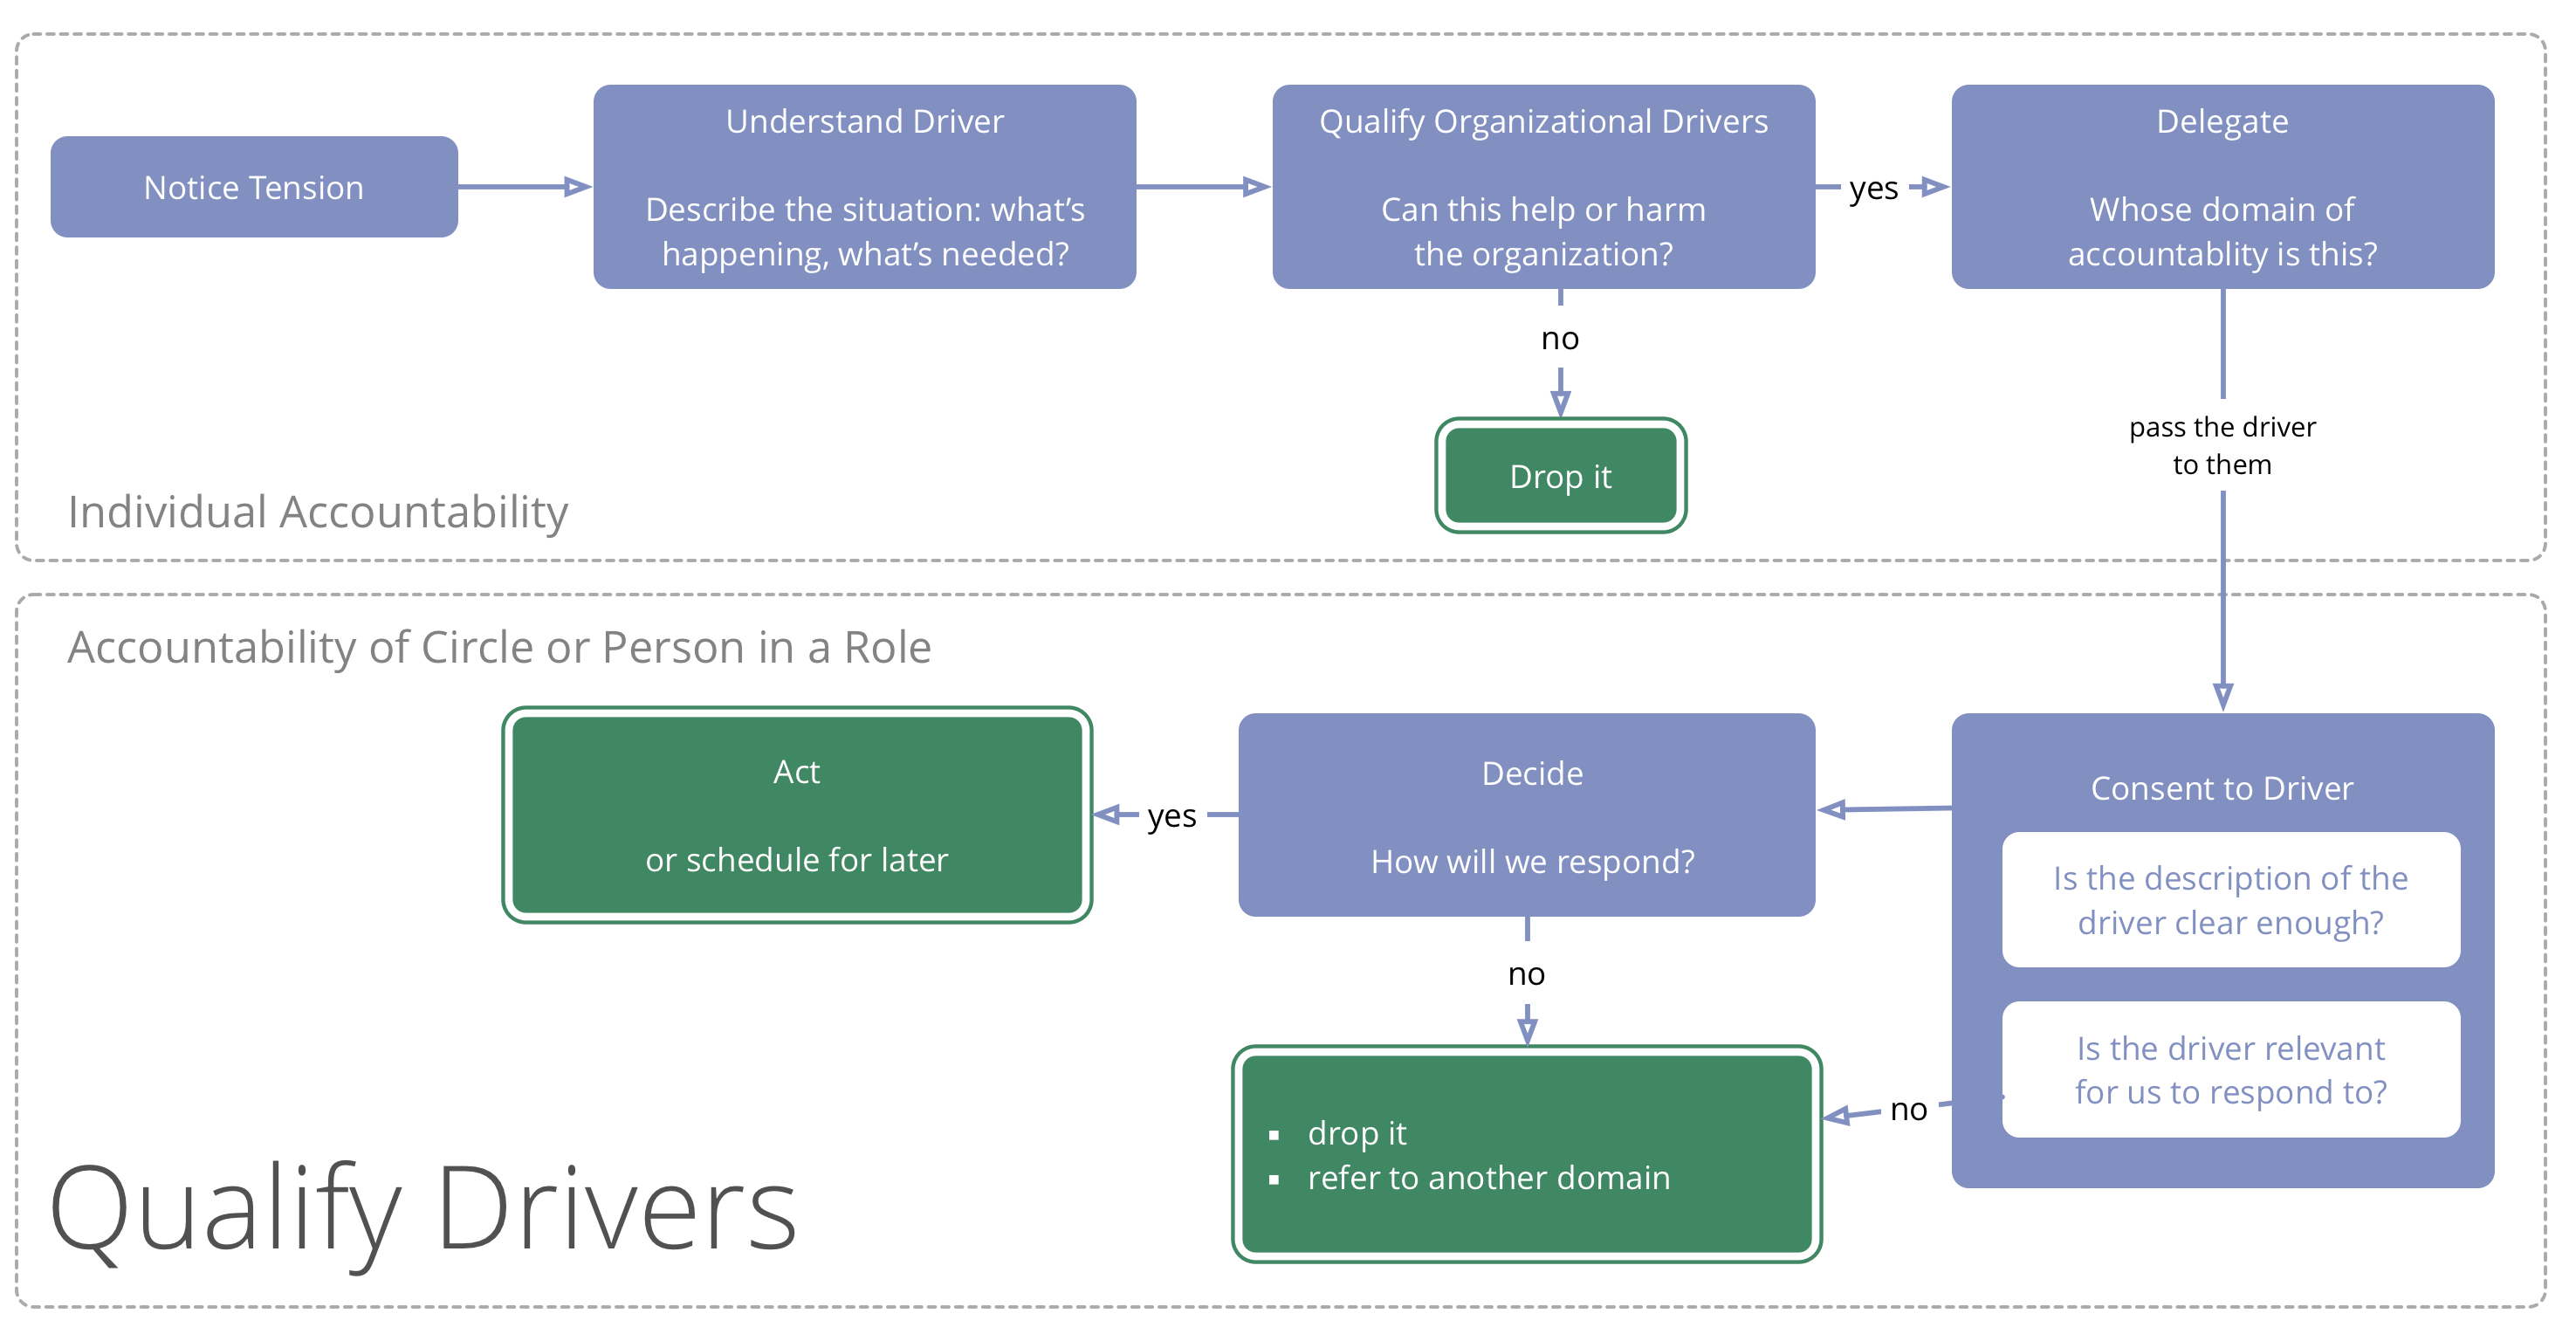 Notice Tension
Understand Driver
Describe the situation: what’s
happening, what’s needed?
Qualify Organizational Drivers
Can this help or harm
the organization?
yes
Delegate
Whose domain of
accountablity is this?
no
Drop it
pass the driver
to them
Individual Accountability
Accountability of Circle or Person in a Role
Consent to Driver
Is the description of the
driver clear enough?
Is the driver relevant
for us to respond to?
Decide
How will we respond?
yes
Act
or schedule for later
no
no
▪ drop it
▪ refer to another domain
Qualify Drivers